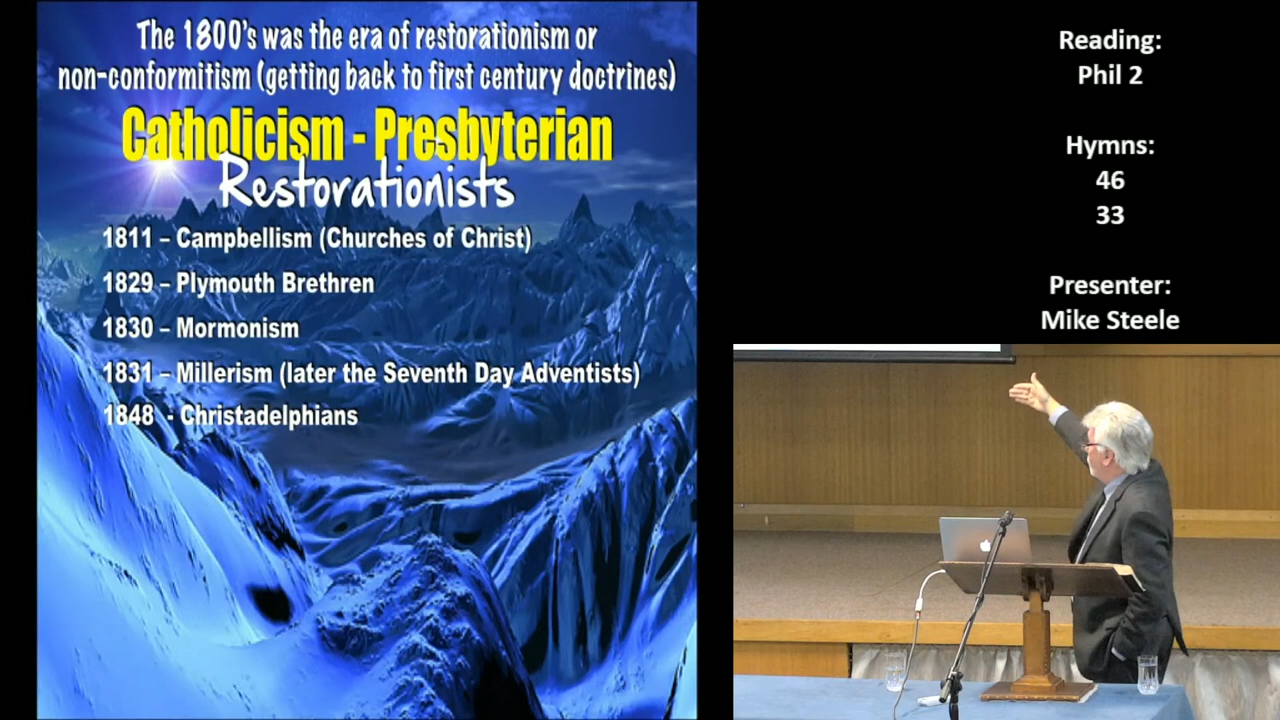 The 1800's was the era of restorationism or
non-conformitism (getting back to first century doctrines)
Catholicism - Presbyterian
Restorationists
1811 – Campbellism (Churches of Christ)
1829 – Plymouth Brethren
1830 – Mormonism
1831 – Millerism (later the Seventh Day Adventists)
1848 - Christadelphians
Reading:
Phil 2
Hymns:
46
33
Presenter:
Mike Steele